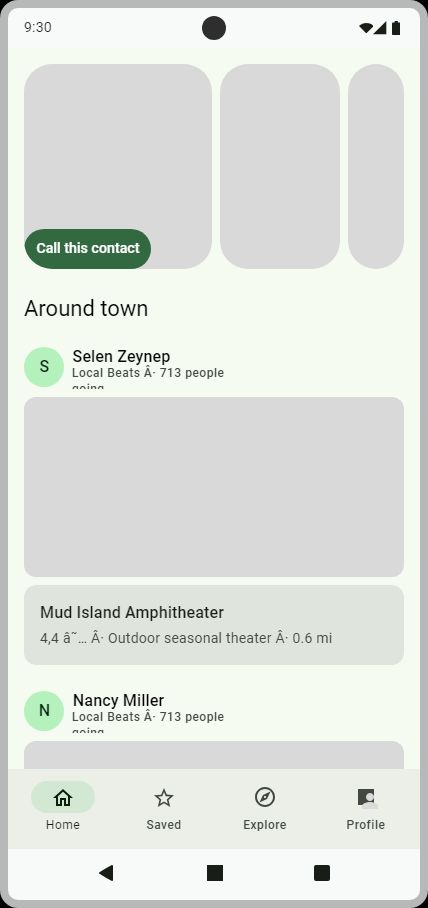 9:30
Call this contact
Around town
S
Selen Zeynep
Local Beats Â· 713 people
going
Mud Island Amphitheater
4,4 â˜… Â· Outdoor seasonal theater Â· 0.6 mi
N
Nancy Miller
Local Beats Â· 713 people
going
Home
Saved
Explore
Profile